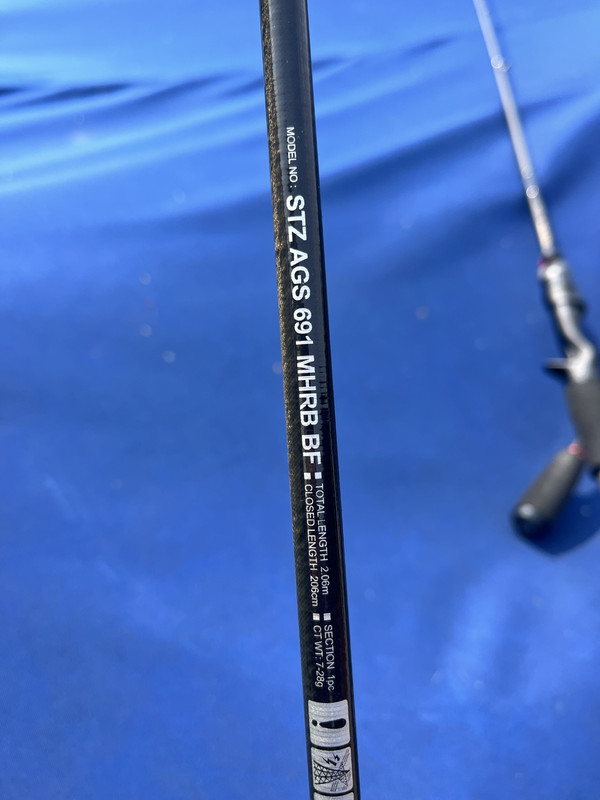 MODEL NO : STZ AGS 691 MHRB BF
■ TOTAL LENGTH 2.06m ■ SECTION 1pc
■ CLOSED LENGTH 206cm ■ CT WT: 7-28g